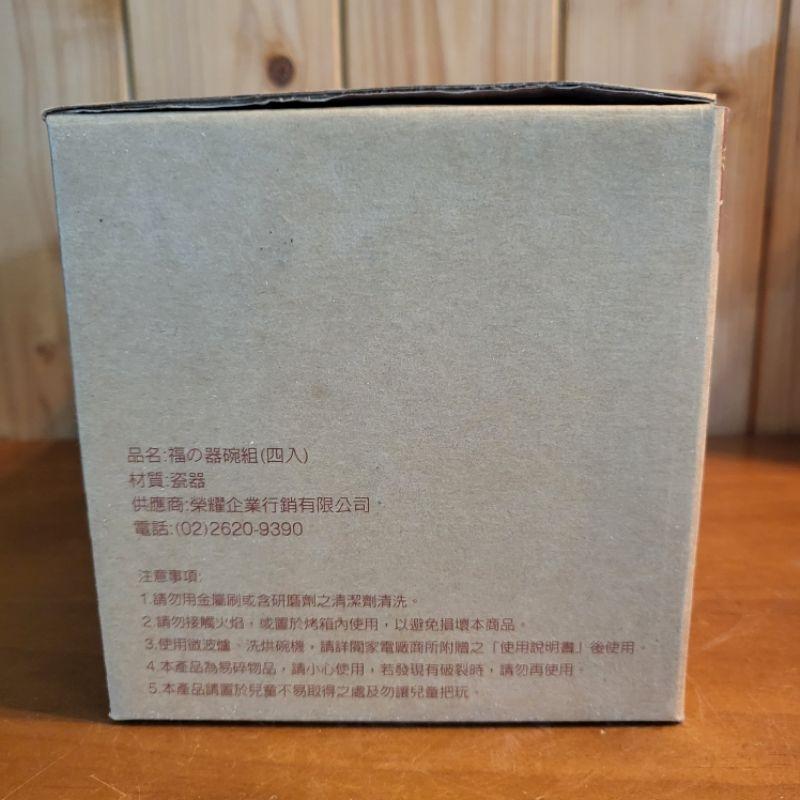 品名:福の器碗組(四入)
材質:瓷器
供應商:榮耀企業行銷有限公司
電話:(02)2620-9390
注意事項:
1.請勿用金屬刷或含研磨劑之清潔劑清洗。
2.請勿接觸火焰，或置於烤箱內使用，以避免損壞本商品。
3.使用微波爐、洗烘碗機，請詳閱家電廠商所附贈之「使用說明書」後使用。
4.本產品為易碎物品，請小心使用，若發現有破裂時，請勿再使用。
5.本產品請置於兒童不易取得之處及勿讓兒童把玩。